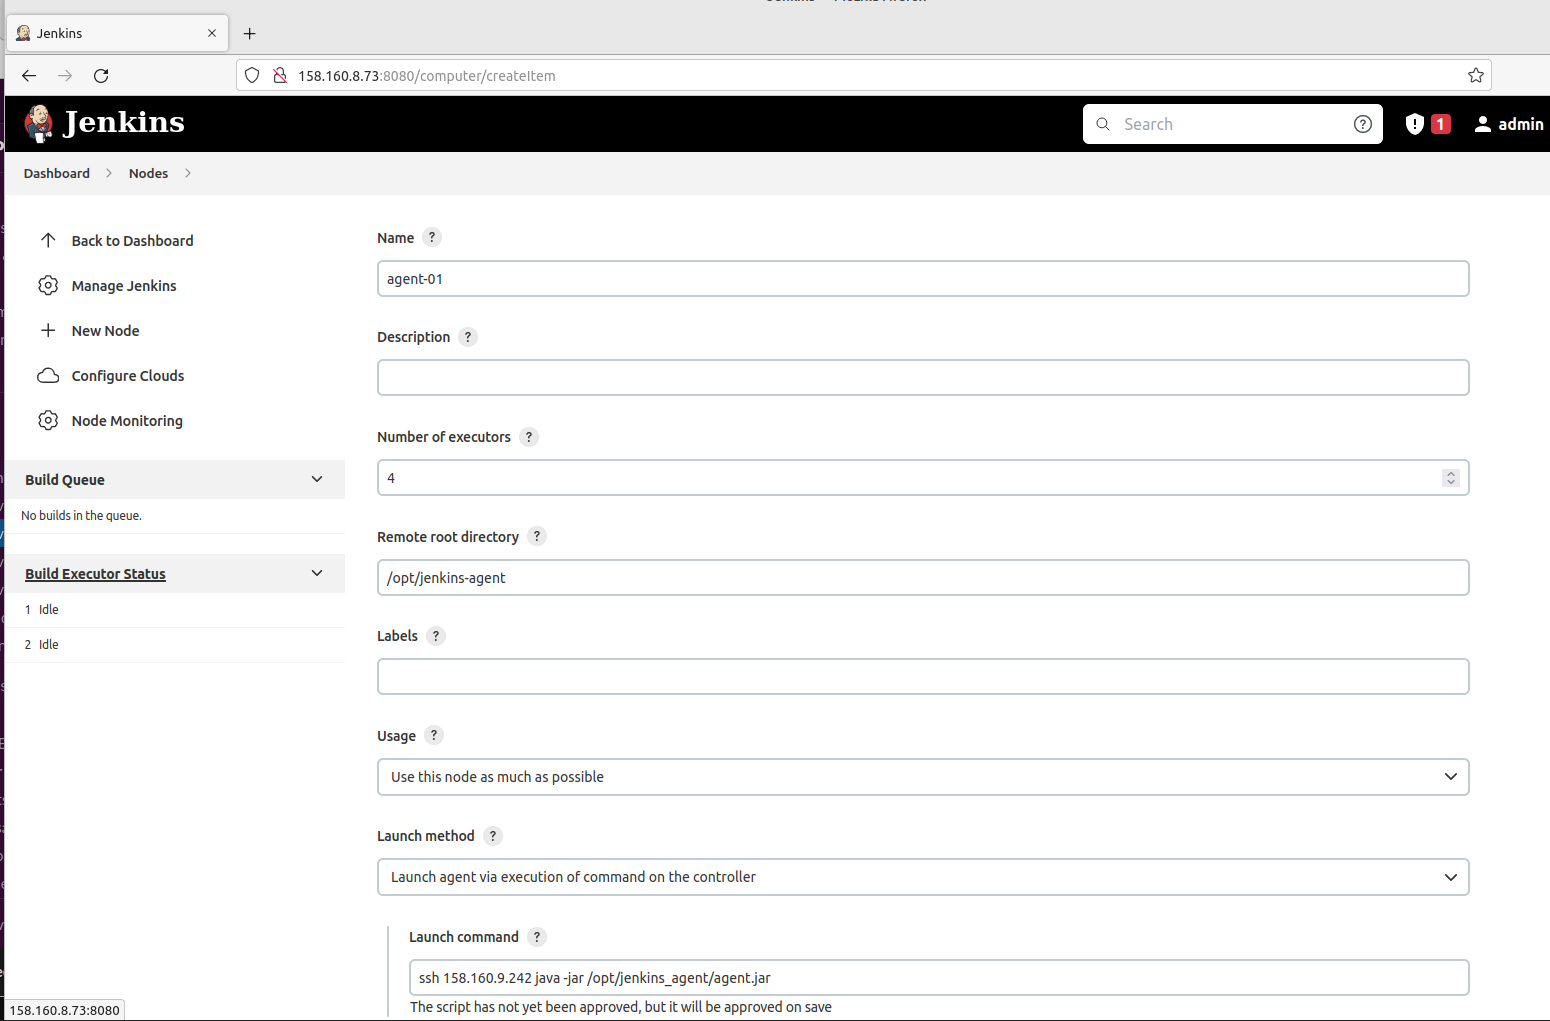 Jenkins
158.160.8.73:8080/computer/createItem
Jenkins
Search
1
admin
Dashboard
Nodes
Back to Dashboard
Manage Jenkins
New Node
Configure Clouds
Node Monitoring
Build Queue
No builds in the queue.
Build Executor Status
1 Idle
2 Idle
Name ?
agent-01
Description ?
Number of executors ?
4
Remote root directory ?
/opt/jenkins-agent
Labels ?
Usage ?
Use this node as much as possible
Launch method ?
Launch agent via execution of command on the controller
Launch command ?
ssh 158.160.9.242 java -jar /opt/jenkins_agent/agent.jar
The script has not yet been approved, but it will be approved on save
158.160.8.73:8080